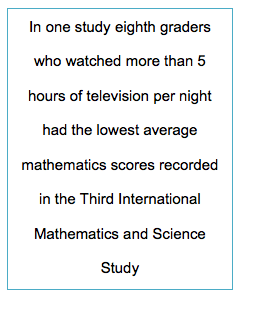 In one study eighth graders
who watched more than 5
hours of television per night
had the lowest average
mathematics scores recorded
in the Third International
Mathematics and Science
Study